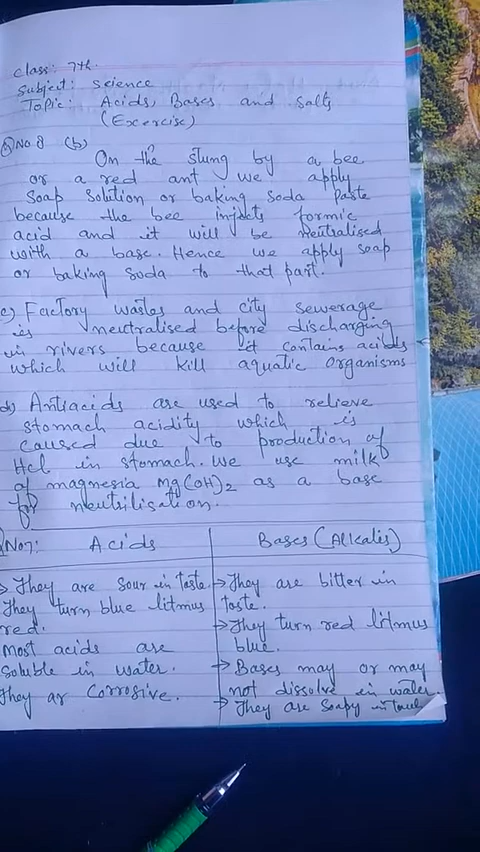 Class: 7th.
Subject: Science
Topic: Acids, Bases and Salts
(Excercise)
QNo.8 (b)
On the stung by a bee
or a red ant we apply
Soap solution or baking soda Paste
because the bee injects formic
acid and it will be neutralised
with a base. Hence we apply soap
or baking soda to that part.
c) Factory wastes and city sewerage
is neutralised before discharging
in rivers because it contains acids
which will kill aquatic organisms
d) Antiacids are used to relieve
stomach acidity which is
caused due to production of
Hcl in stomach. We use milk
of magnesia Mg(OH)2 as a base
for neutrilisation.
QNo7: Acids
Bases (Alkalis)
→ They are Sour in taste
They turn blue litmus
red.
Most acids are
Soluble in water.
They ar Corrosive.
→ They are bitter in
taste.
→ They turn red litmus
blue.
→ Bases may or may
not dissolve in water.
→ They are Soapy in touch